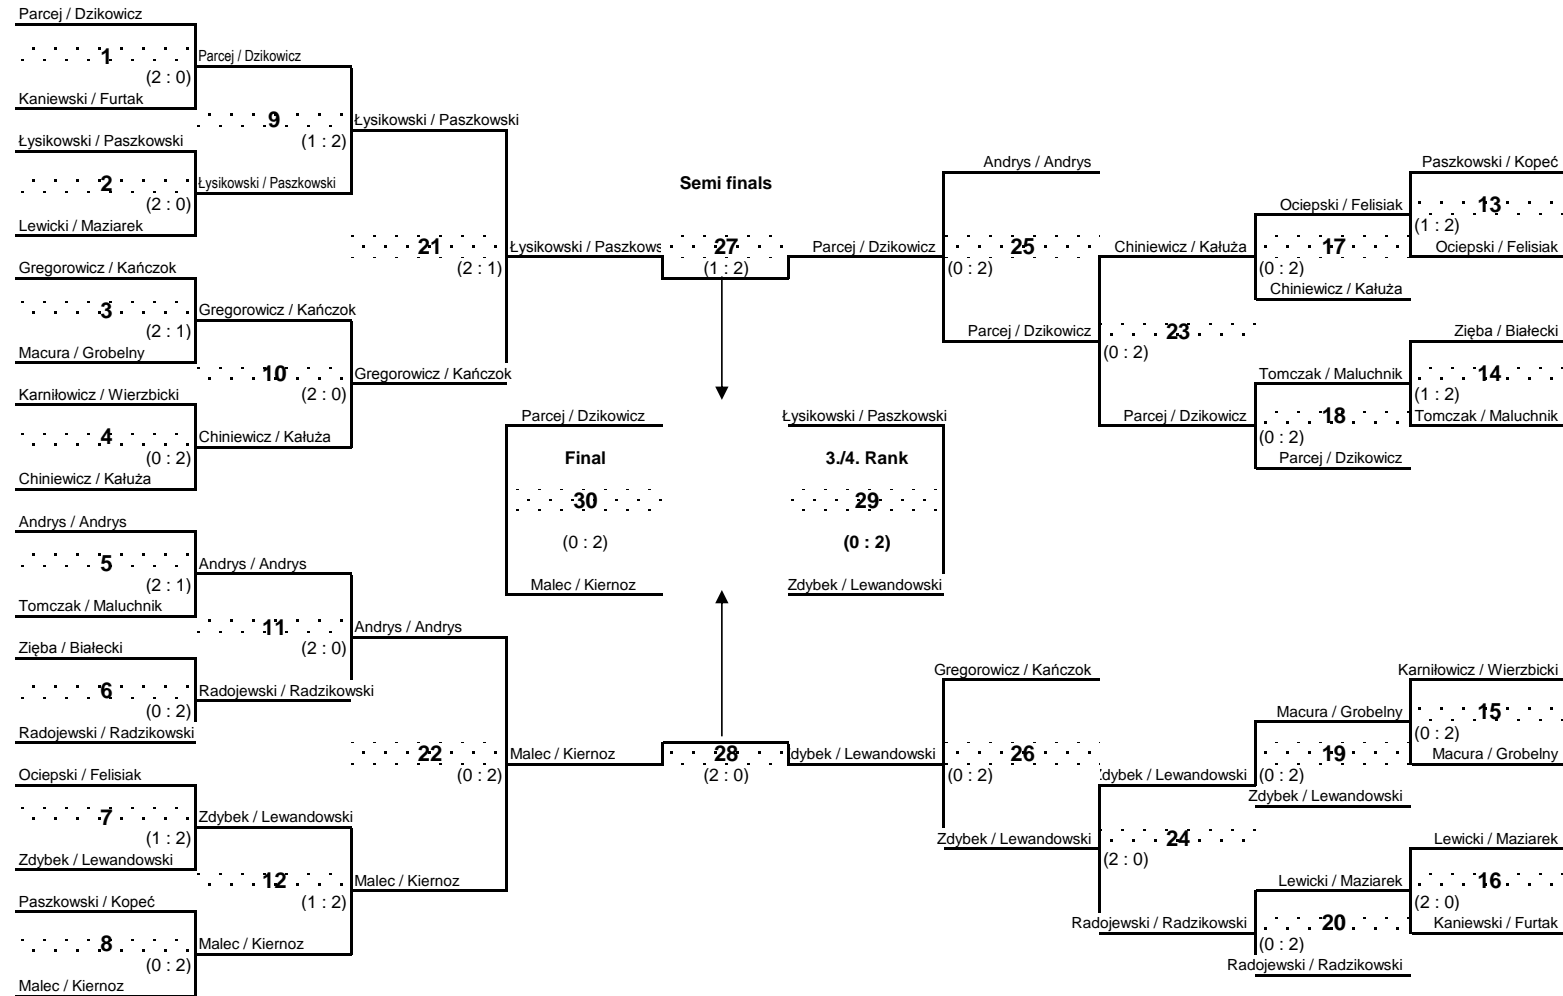 Parcej / Dzikowicz
1
(2 : 0)
Kaniewski / Furtak
Parcej / Dzikowicz
9
(1 : 2)
Łysikowski / Paszkowski
2
(2 : 0)
Lewicki / Maziarek
Łysikowski / Paszkowski
Łysikowski / Paszkowski
21
(2 : 1)
Gregorowicz / Kańczok
3
(2 : 1)
Macura / Grobelny
Gregorowicz / Kańczok
10
(2 : 0)
Karniłowicz / Wierzbicki
4
(0 : 2)
Chiniewicz / Kałuża
Chiniewicz / Kałuża
Gregorowicz / Kańczok
Andrys / Andrys
5
(2 : 1)
Tomczak / Maluchnik
Andrys / Andrys
11
(2 : 0)
Zięba / Białecki
6
(0 : 2)
Radojewski / Radzikowski
Radojewski / Radzikowski
Andrys / Andrys
22
(0 : 2)
Ociepski / Felisiak
7
(1 : 2)
Zdybek / Lewandowski
Zdybek / Lewandowski
12
(1 : 2)
Paszkowski / Kopeć
8
(0 : 2)
Malec / Kiernoz
Malec / Kiernoz
Malec / Kiernoz
Semi finals
Łysikowski / Paszkows
27
(1 : 2)
Parcej / Dzikowicz
Parcej / Dzikowicz
Final
30
(0 : 2)
Malec / Kiernoz
Łysikowski / Paszkowski
3./4. Rank
29
(0 : 2)
Zdybek / Lewandowski
Malec / Kiernoz
28
(2 : 0)
dybek / Lewandowski
Andrys / Andrys
25
(0 : 2)
Parcej / Dzikowicz
Chiniewicz / Kałuża
23
(0 : 2)
Parcej / Dzikowicz
Ociepski / Felisiak
17
(0 : 2)
Chiniewicz / Kałuża
Paszkowski / Kopeć
13
(1 : 2)
Ociepski / Felisiak
Tomczak / Maluchnik
18
(0 : 2)
Parcej / Dzikowicz
Zięba / Białecki
14
(1 : 2)
Tomczak / Maluchnik
Gregorowicz / Kańczok
26
(0 : 2)
Zdybek / Lewandowski
dybek / Lewandowski
24
(2 : 0)
Radojewski / Radzikowski
Macura / Grobelny
19
(0 : 2)
Zdybek / Lewandowski
Karniłowicz / Wierzbicki
15
(0 : 2)
Macura / Grobelny
Lewicki / Maziarek
20
(0 : 2)
Radojewski / Radzikowski
Lewicki / Maziarek
16
(2 : 0)
Kaniewski / Furtak